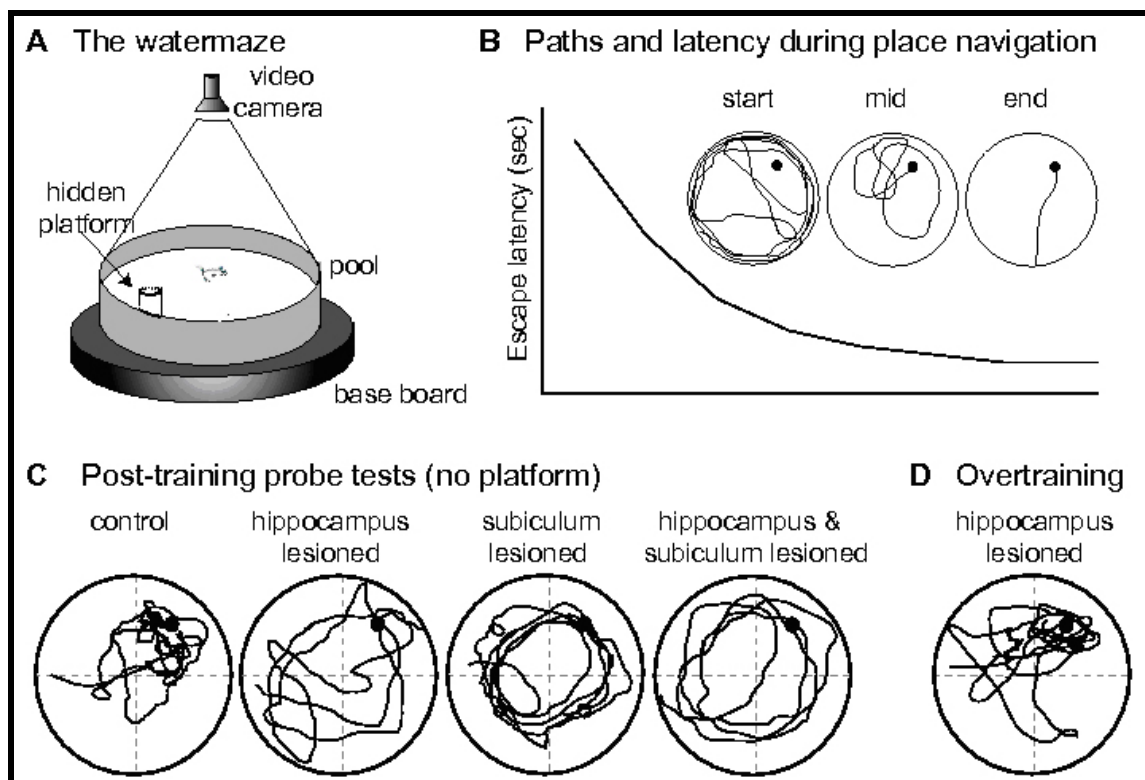 A The watermaze
video
camera
hidden
platform
pool
base board
B Paths and latency during place navigation
start mid end
Escape latency (sec)
C Post-training probe tests (no platform)
control
hippocampus
lesioned
subiculum
lesioned
hippocampus &
subiculum lesioned
D Overtraining
hippocampus
lesioned